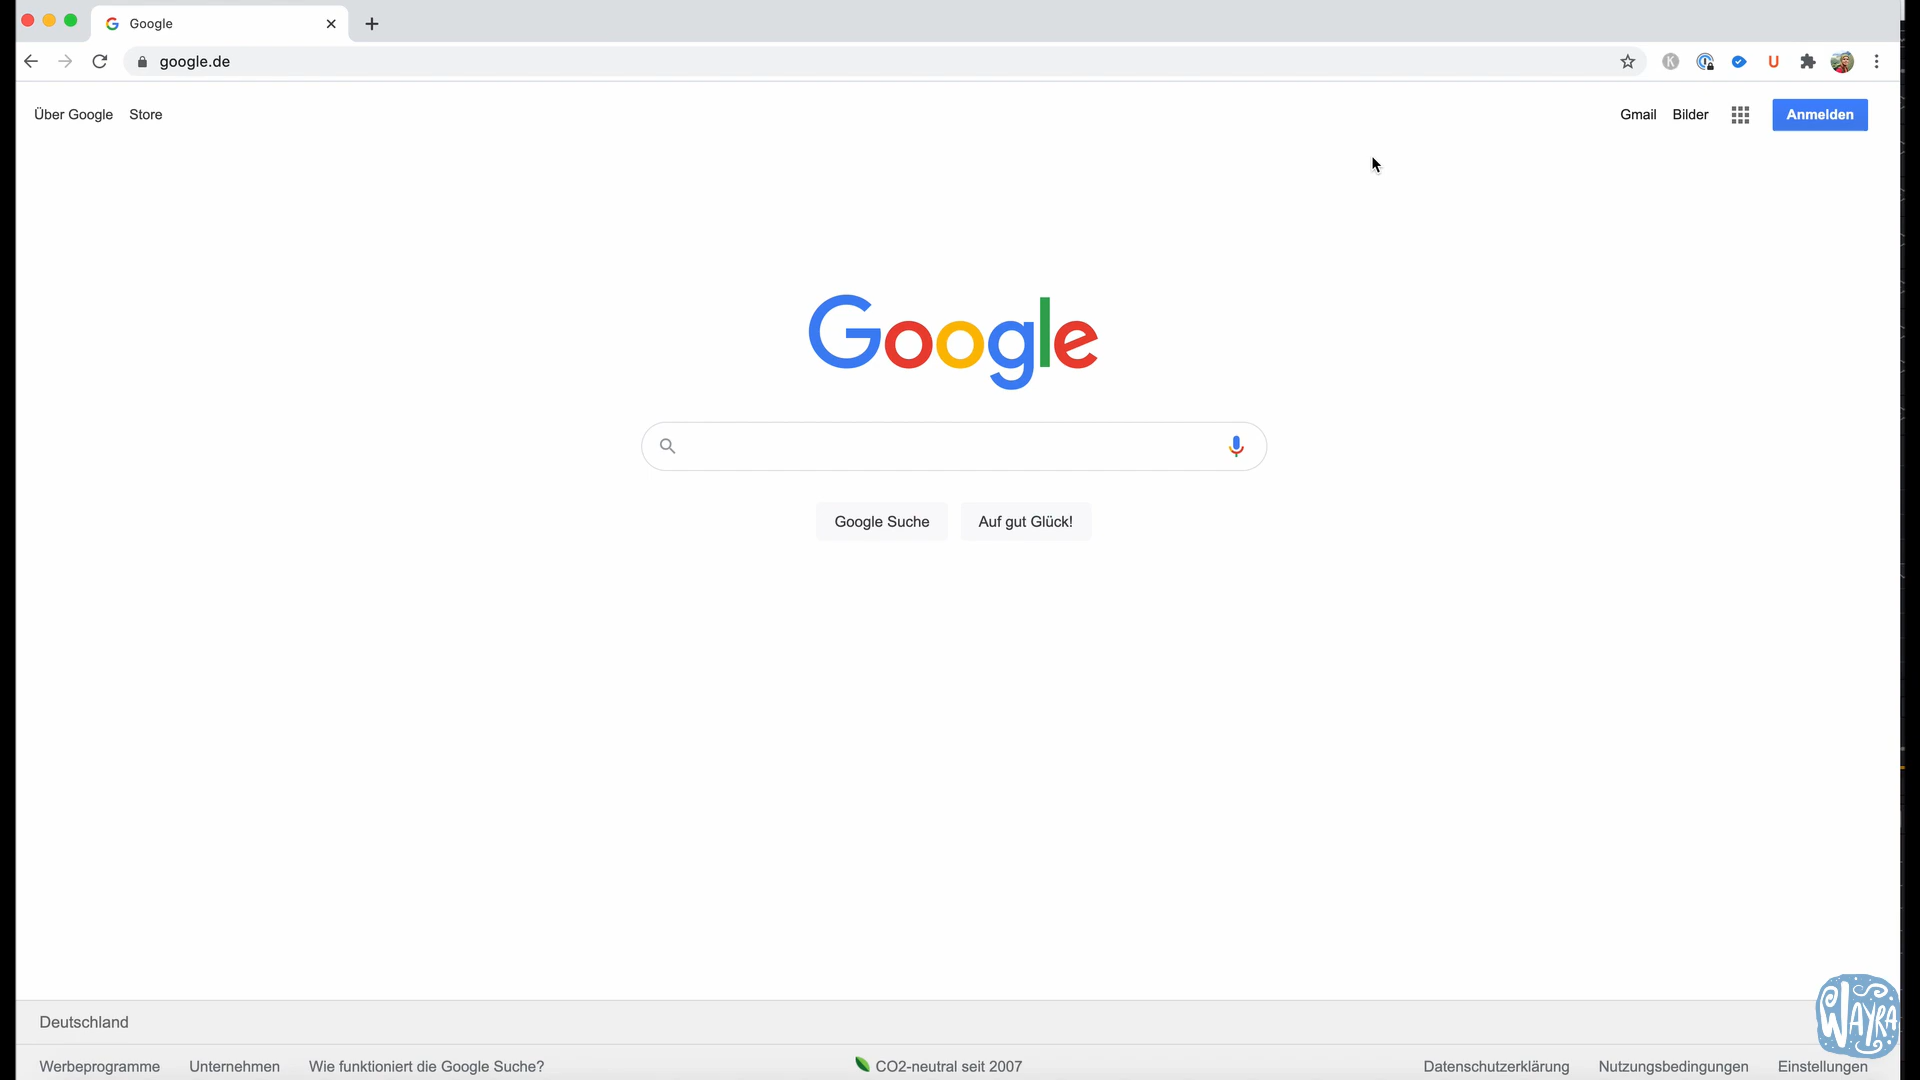 Google
google.de
K
U
Über Google Store
Gmail Bilder Anmelden
Google
Google Suche Auf gut Glück!
Deutschland
WAYRA
Werbeprogramme Unternehmen Wie funktioniert die Google Suche? CO2-neutral seit 2007 Datenschutzerklärung Nutzungsbedingungen Einstellungen